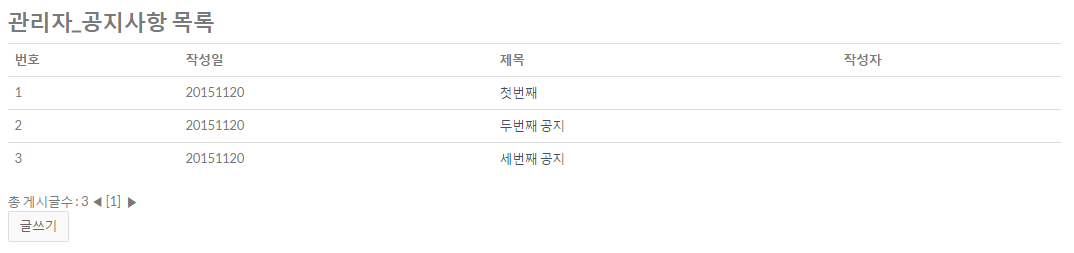 관리자_공지사항 목록
번호 작성일 제목 작성자
1 20151120 첫번째
2 20151120 두번째 공지
3 20151120 세번째 공지
총 게시글수 : 3 ◀ [1] ▶
글쓰기